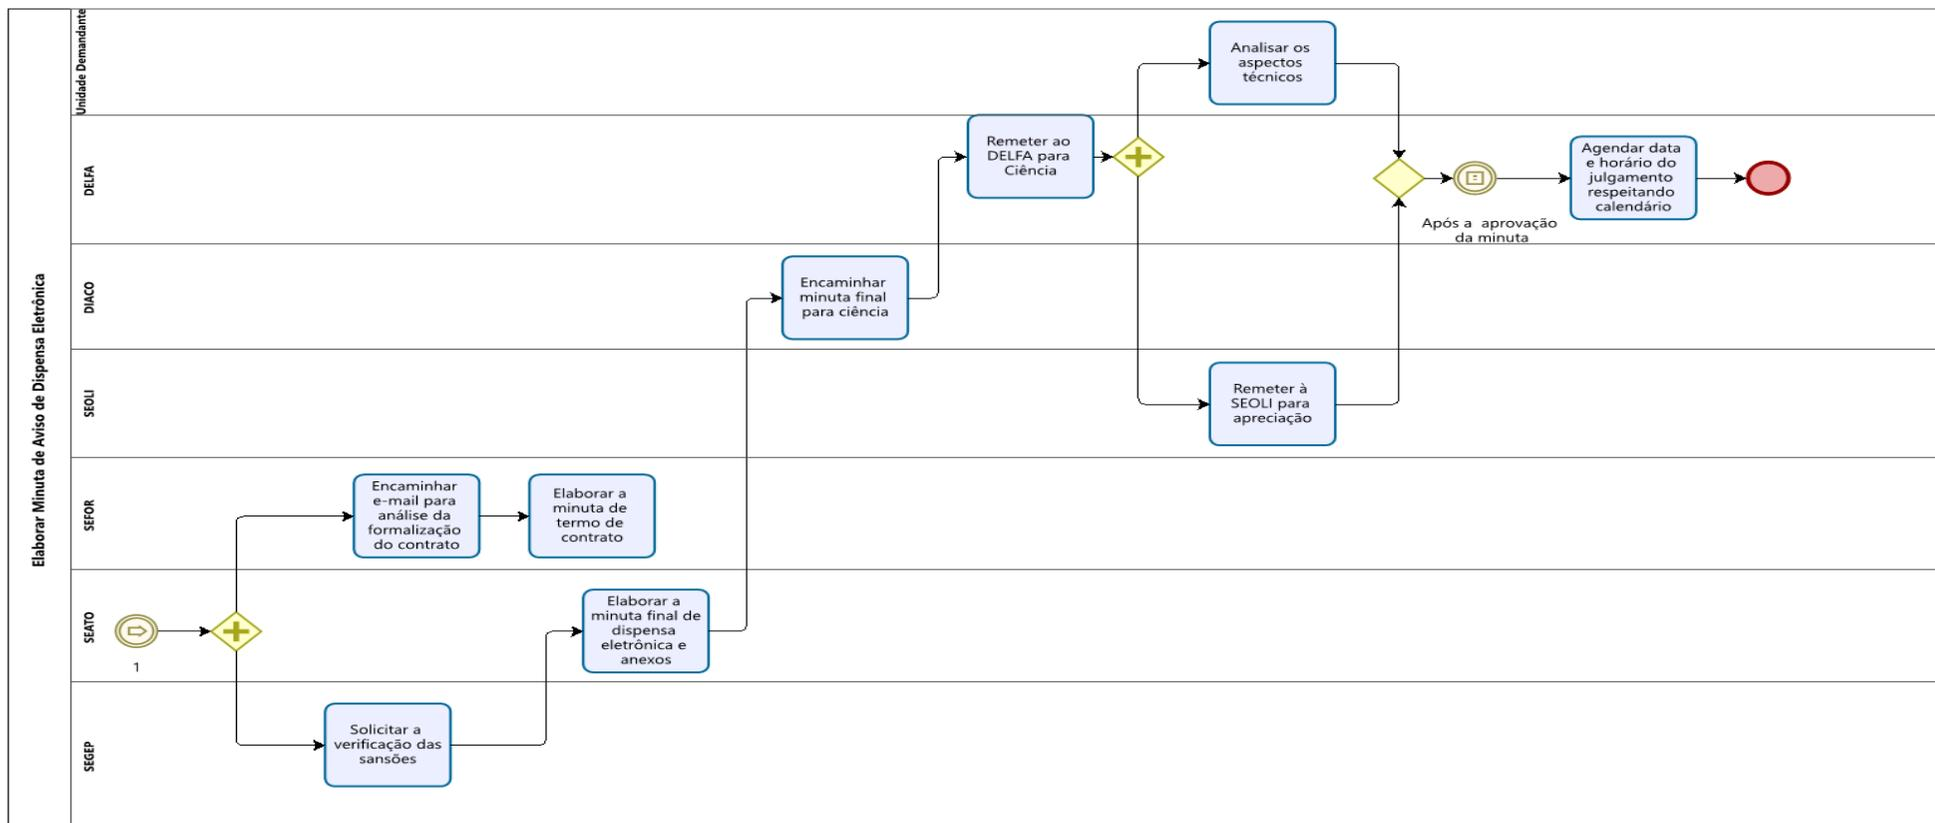 Elaborar Minuta de Aviso de Dispensa Eletrônica
Unidade Demandante
Analisar os
aspectos
técnicos
DELFA
Remeter ao
DELFA para
Ciência
Após a aprovação
da minuta
Agendar data
e horário do
julgamento
respeitando
calendário
DIACO
Encaminhar
minuta final
para ciência
SEOLI
Remeter à
SEOLI para
apreciação
SEFOR
Encaminhar
e-mail para
análise da
formalização
do contrato
Elaborar a
minuta de
termo de
contrato
SEATO
1
Elaborar a
minuta final de
dispensa
eletrônica e
anexos
SEGEP
Solicitar a
verificação das
sansões